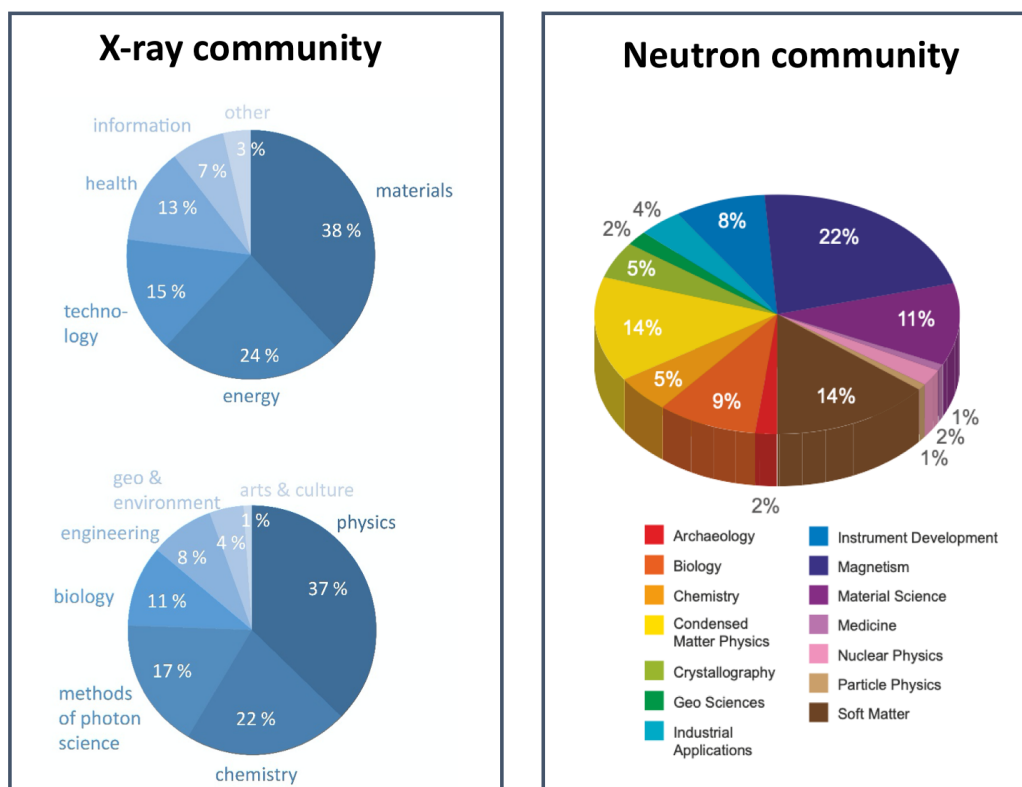 X-ray community
other
information
3 %
7 %
health
materials
13 %
38 %
15 %
techno-
logy
24 %
energy
geo &
environment
arts & culture
engineering
1 %
physics
4 %
8 %
37 %
biology
11 %
17 %
methods
of photon
science
22 %
chemistry
Neutron community
4%
8%
2%
22%
5%
11%
14%
5%
9%
14%
1%
2%
1%
2%
Archaeology
Biology
Chemistry
Condensed
Matter Physics
Crystallography
Geo Sciences
Industrial
Applications
Instrument Development
Magnetism
Material Science
Medicine
Nuclear Physics
Particle Physics
Soft Matter